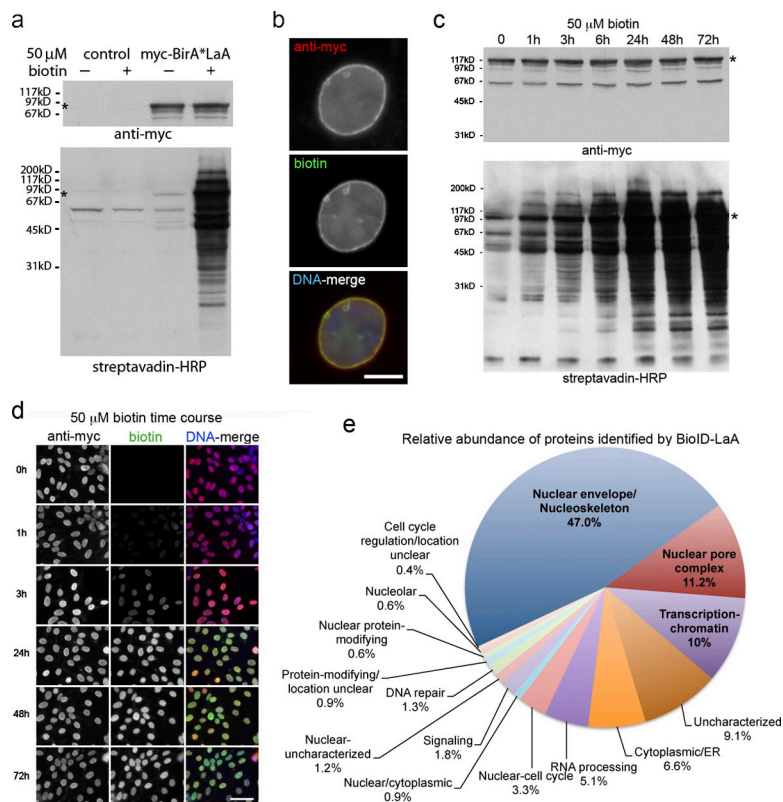 a
50 µM
biotin
control
myc-BirA*LaA
– + – +
117kD
97kD
*
67kD
anti-myc
200kD
117kD
97kD
*
67kD
45kD
31kD
streptavadin-HRP
b
anti-myc
biotin
DNA-merge
c
50 µM biotin
0 1h 3h 6h 24h 48h 72h
117kD
*
97kD
67kD
45kD
31kD
anti-myc
200kD
117kD
97kD
*
67kD
45kD
31kD
streptavadin-HRP
d
50 µM biotin time course
anti-myc biotin DNA-merge
0h
1h
3h
24h
48h
72h
e
Relative abundance of proteins identified by BioID-LaA
Nuclear envelope/
Nucleoskeleton
47.0%
Nuclear pore
complex
11.2%
Transcription-
chromatin
10%
Uncharacterized
9.1%
Cytoplasmic/ER
6.6%
RNA processing
5.1%
Nuclear-cell cycle
3.3%
Nuclear/cytoplasmic
0.9%
Signaling
1.8%
Nuclear-
uncharacterized
1.2%
DNA repair
1.3%
Protein-modifying/
location unclear
0.9%
Nuclear protein-
modifying
0.6%
Nucleolar
0.6%
Cell cycle
regulation/location
unclear
0.4%